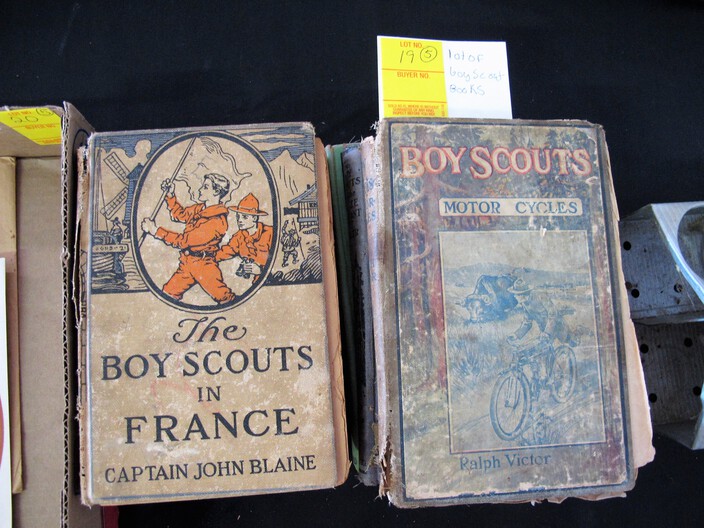 LOT NO.
19 (5)
BUYER NO.
lot of
boy scout
Books
20
BOY SCOUTS
MOTOR CYCLES
Ralph Victor
The
BOY SCOUTS
IN
FRANCE
CAPTAIN JOHN BLAINE